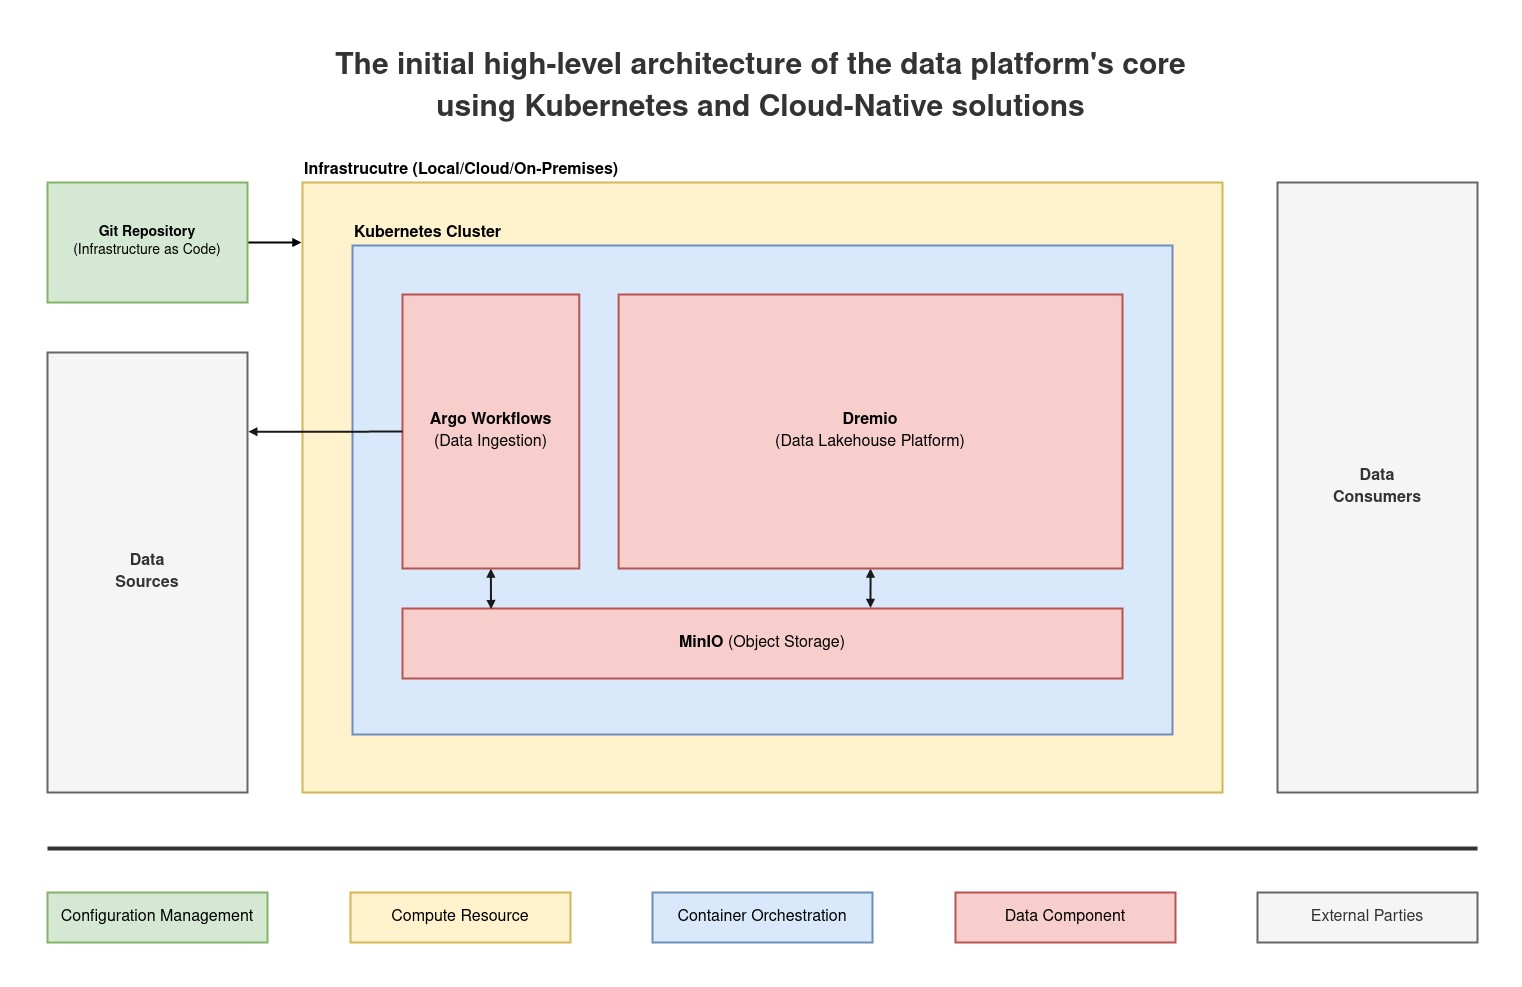 The initial high-level architecture of the data platform's core
using Kubernetes and Cloud-Native solutions
Infrastrucutre (Local/Cloud/On-Premises)
Git Repository
(Infrastructure as Code)
Kubernetes Cluster
Argo Workflows
(Data Ingestion)
Dremio
(Data Lakehouse Platform)
Data
Consumers
Data
Sources
MinIO (Object Storage)
Configuration Management
Compute Resource
Container Orchestration
Data Component
External Parties